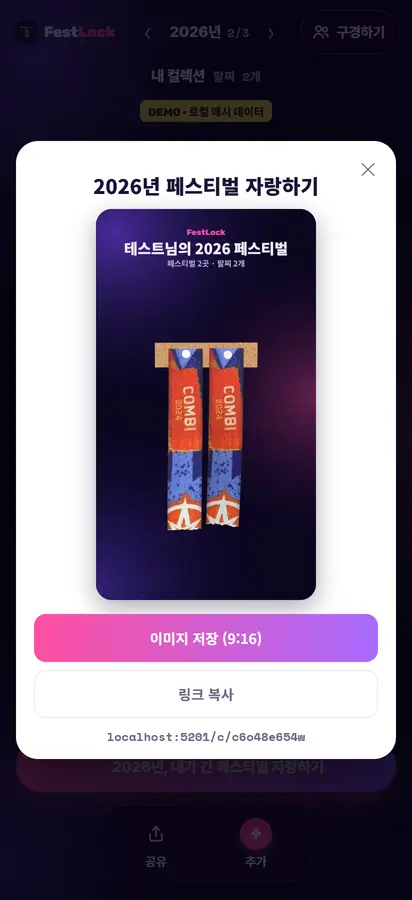 FestLock
2026년 2/3
구경하기
내 컬렉션 팔찌 2개
DEMO · 로컬 예시 데이터
2026년 페스티벌 자랑하기
FestLock
테스트님의 2026 페스티벌
페스티벌 2곳 · 팔찌 2개
COMBI
2024
COMBI
2024
이미지 저장 (9:16)
링크 복사
localhost:5201/c/c6o48e654w
2026년, 내가 간 페스티벌 자랑하기
공유
추가